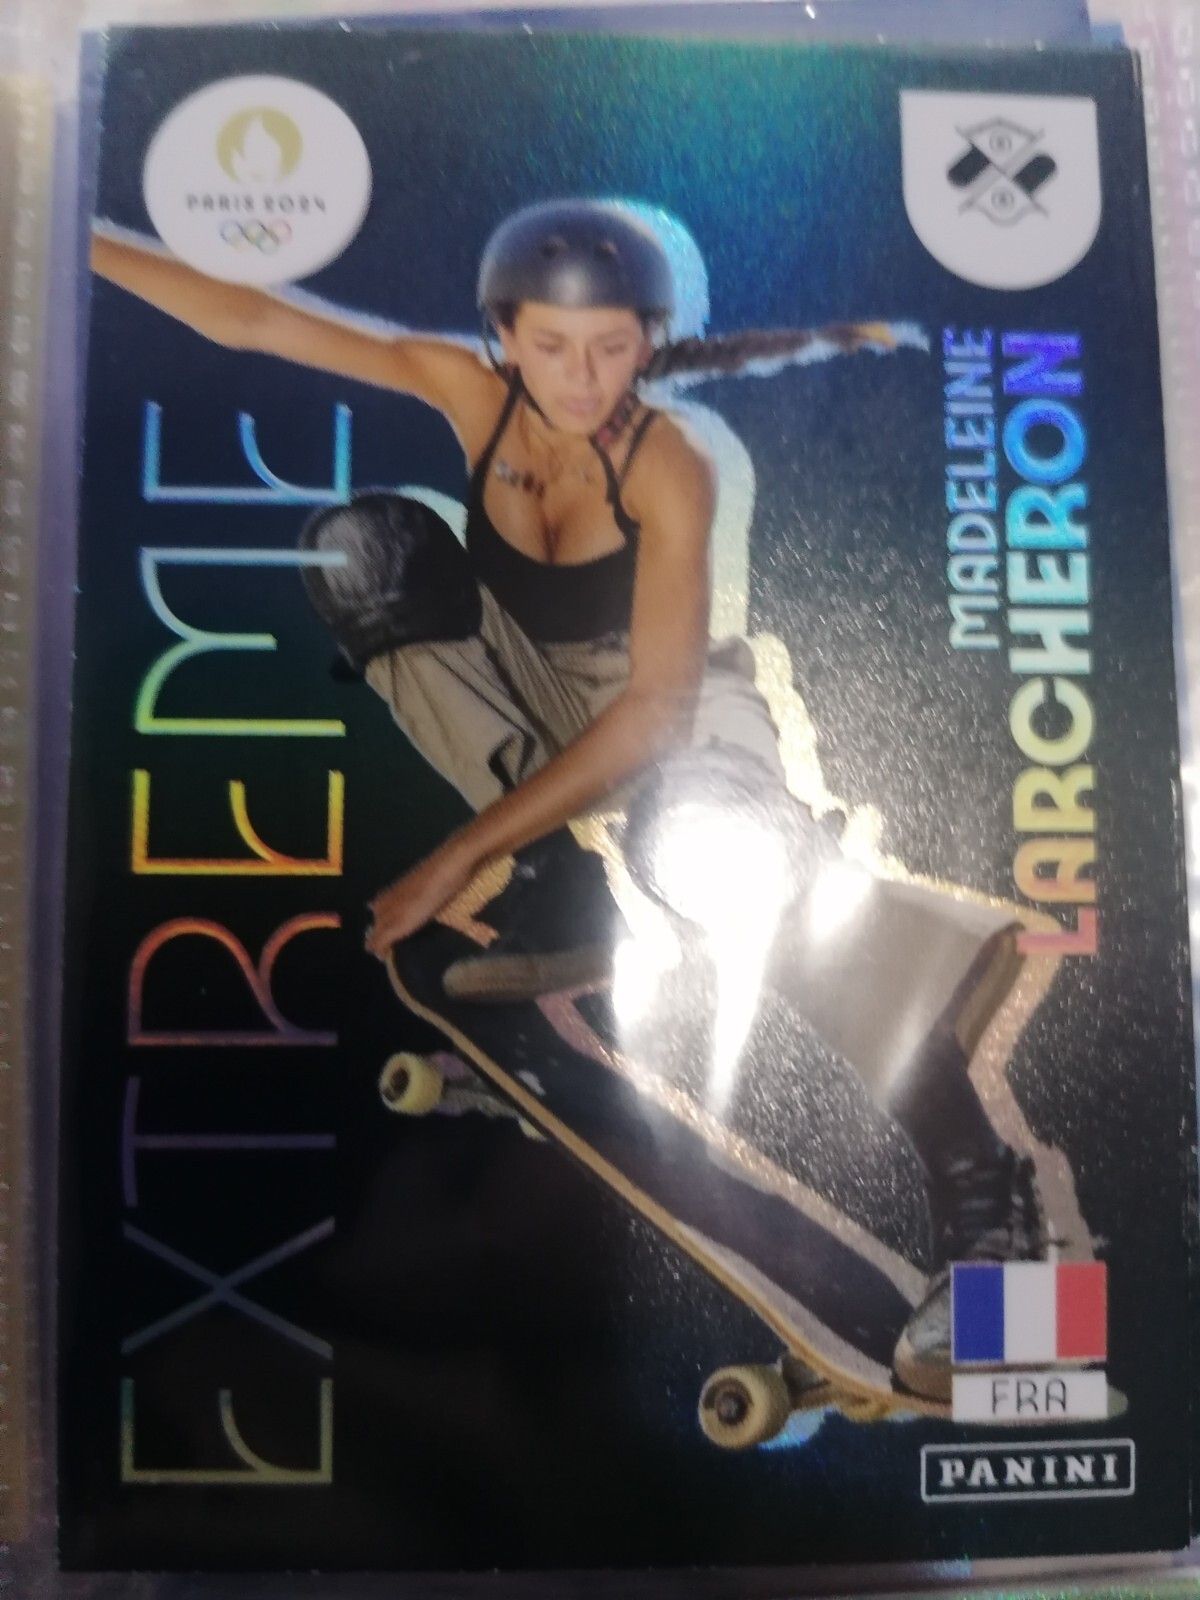 PARIS 2024
EXTREME
MADELEINE
LARCHERON
FRA
PANINI